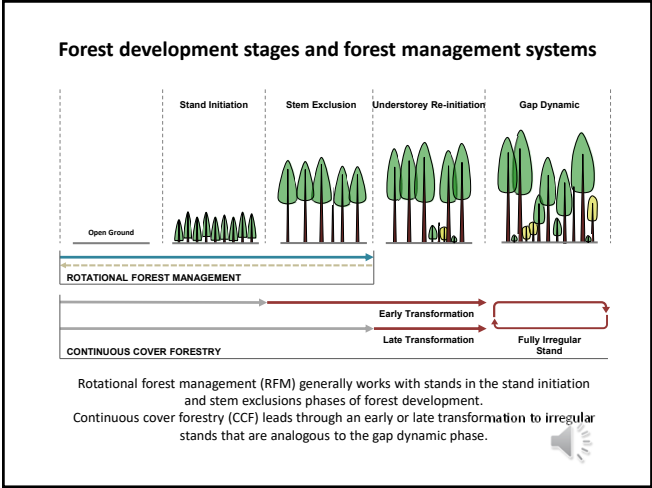 Forest development stages and forest management systems
Stand Initiation
Stem Exclusion
Understorey Re-initiation
Gap Dynamic
Open Ground
ROTATIONAL FOREST MANAGEMENT
Early Transformation
Late Transformation
Fully Irregular
Stand
CONTINUOUS COVER FORESTRY
Rotational forest management (RFM) generally works with stands in the stand initiation
and stem exclusions phases of forest development.
Continuous cover forestry (CCF) leads through an early or late transformation to irregular
stands that are analogous to the gap dynamic phase.